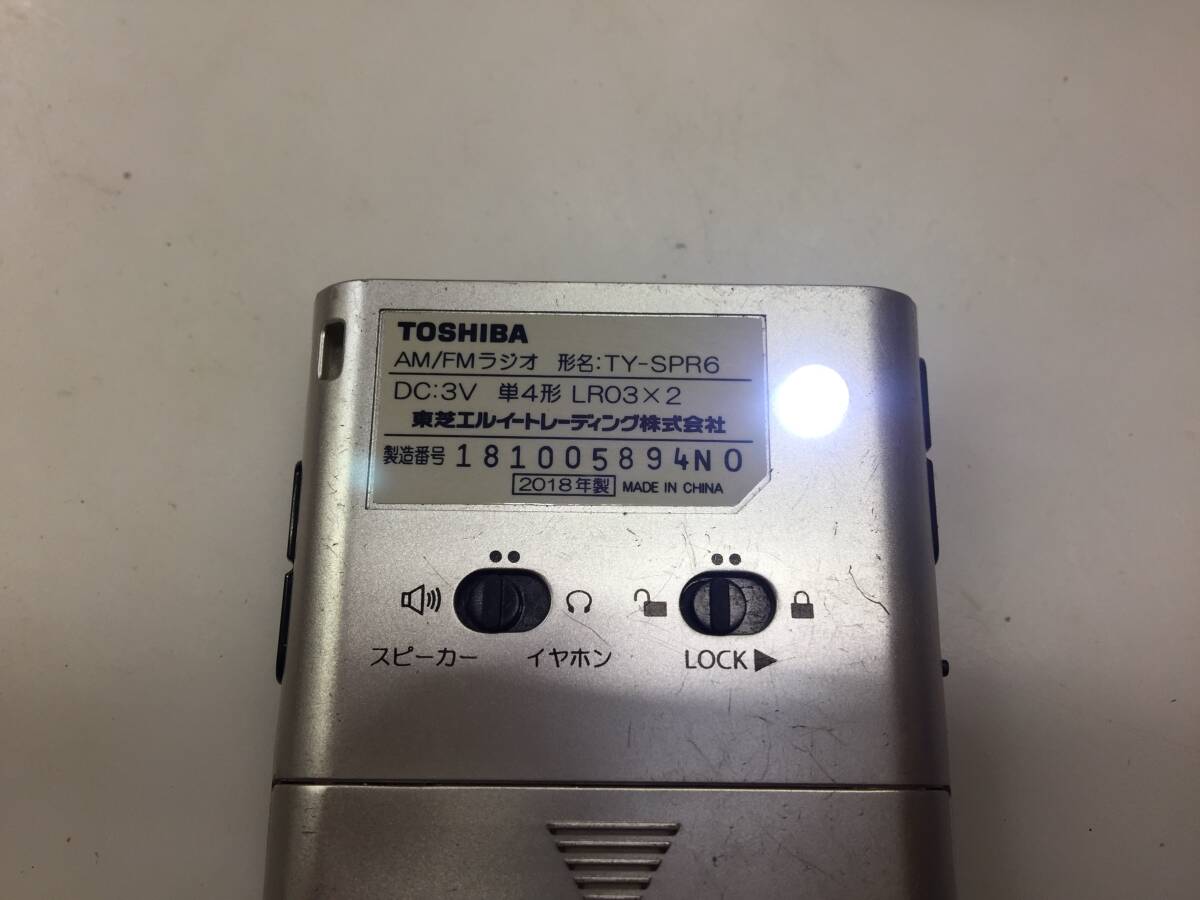 TOSHIBA
AM/FMラジオ 形名:TY-SPR6
DC:3V 単4形 LR03×2
東芝エルイートレーディング株式会社
製造番号 181005894NO
2018年製 MADE IN CHINA
スピーカー イヤホン LOCK▶